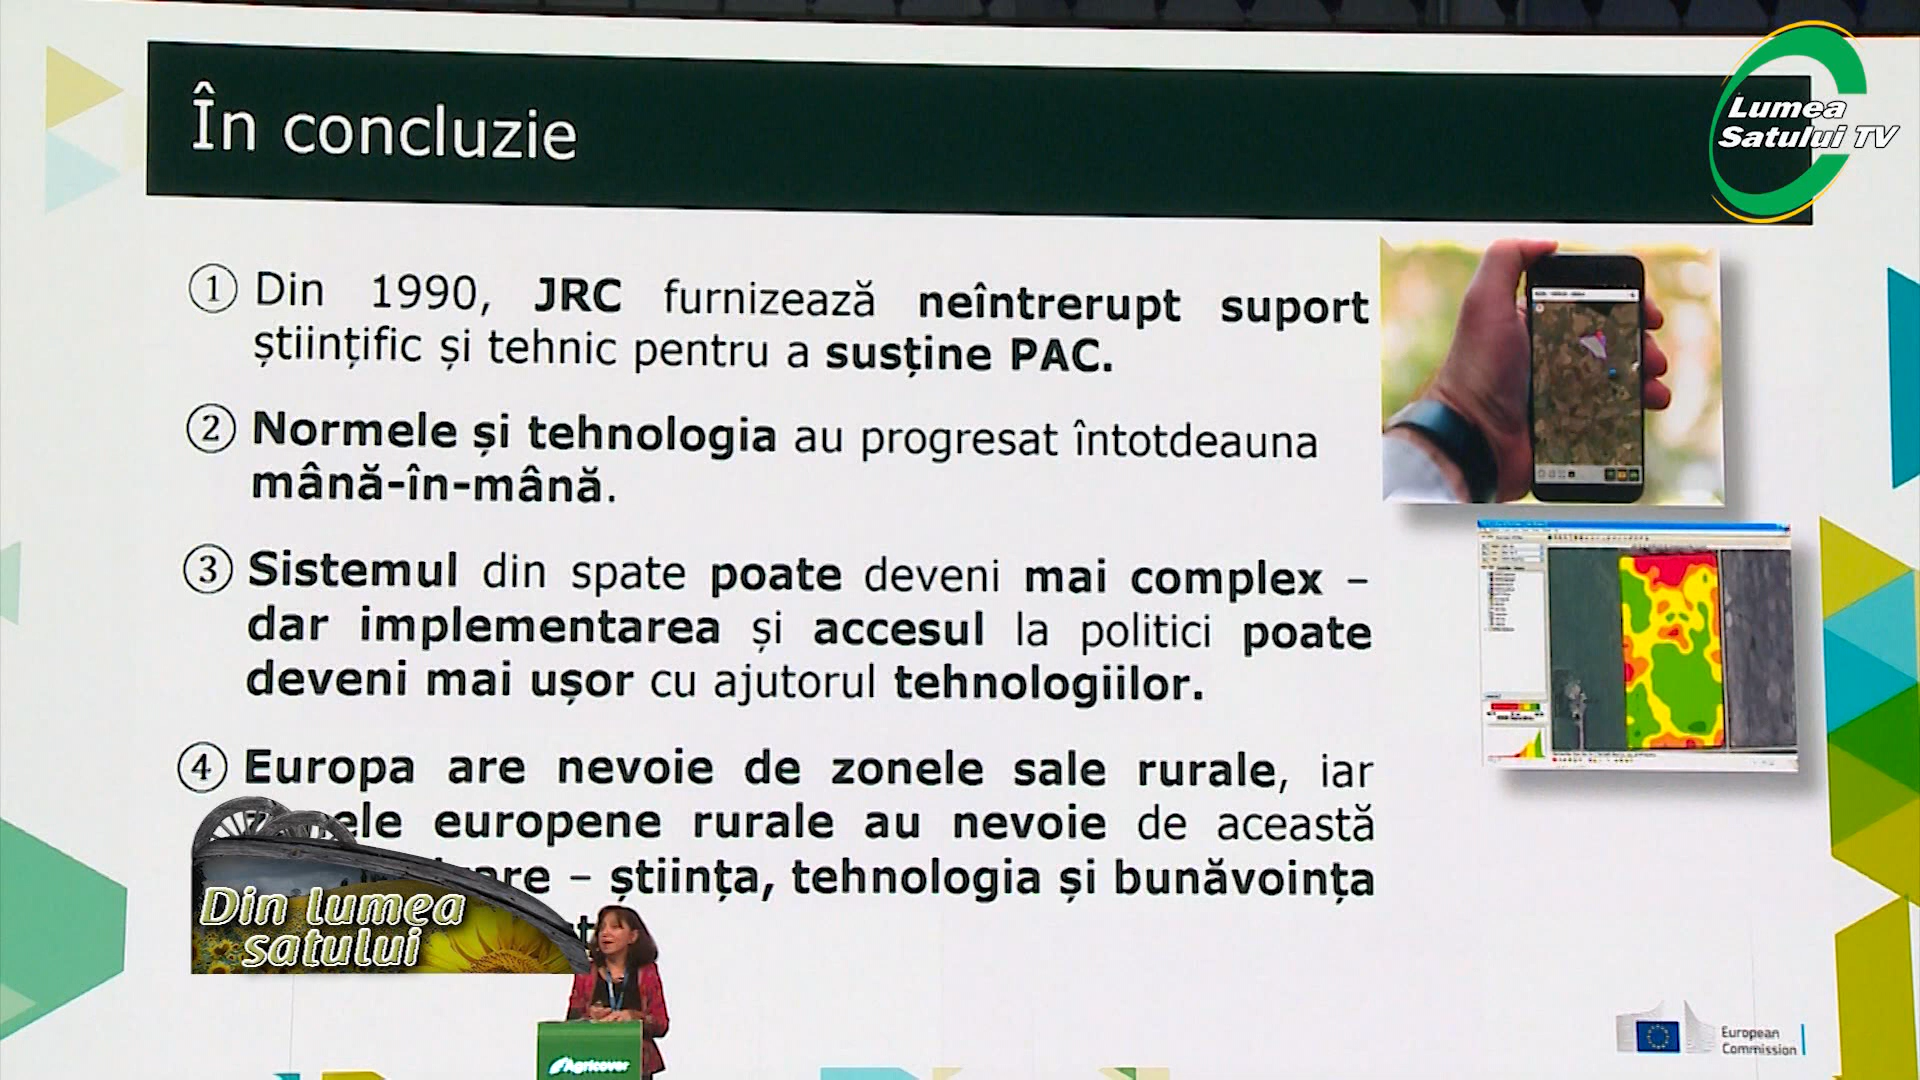 În concluzie
Lumea
Satului TV
① Din 1990, JRC furnizează neîntrerupt suport
științific și tehnic pentru a susține PAC.
② Normele și tehnologia au progresat întotdeauna
mână-în-mână.
③ Sistemul din spate poate deveni mai complex –
dar implementarea și accesul la politici poate
deveni mai ușor cu ajutorul tehnologiilor.
④ Europa are nevoie de zonele sale rurale, iar
europene rurale au nevoie de această
– știința, tehnologia și bunăvoința
Din lumea
satului
Agricover
European
Commission